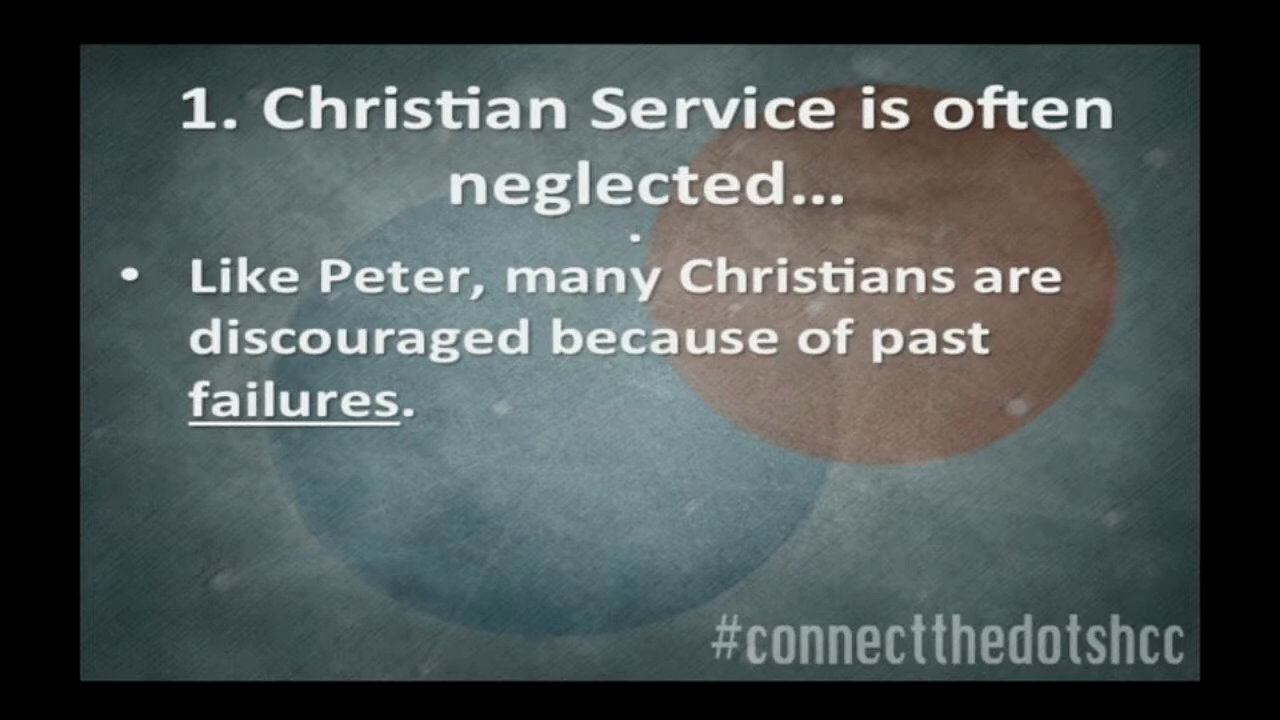 1. Christian Service is often
neglected...
• Like Peter, many Christians are
discouraged because of past
failures.
#connectthedotshcc